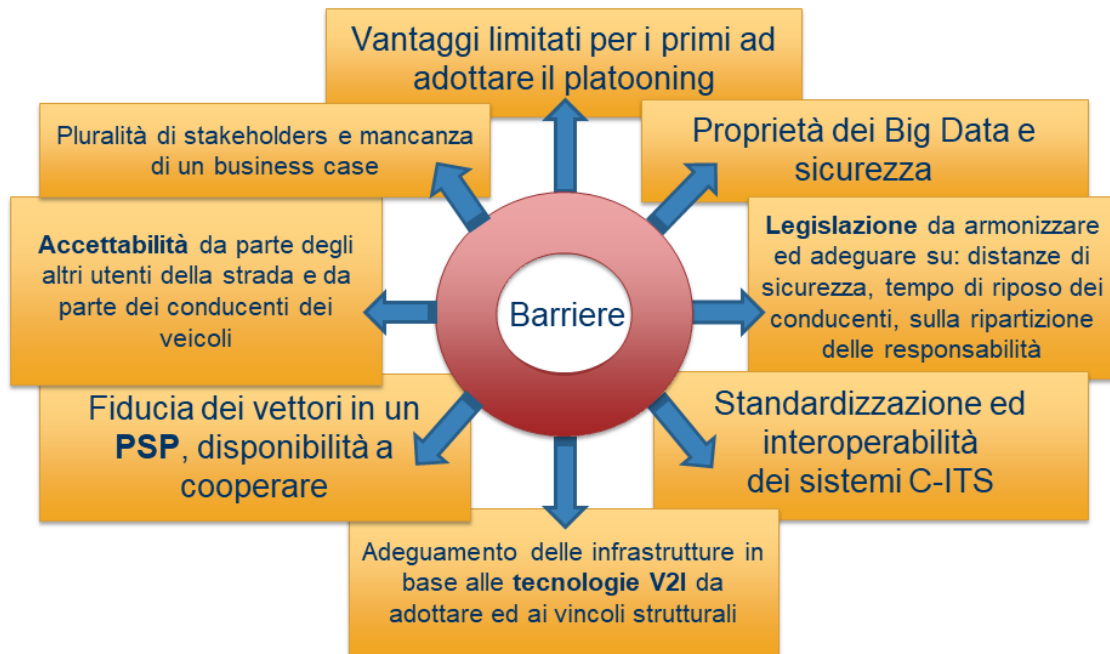 Vantaggi limitati per i primi ad
adottare il platooning
Pluralità di stakeholders e mancanza
di un business case
Proprietà dei Big Data e
sicurezza
Accettabilità da parte degli
altri utenti della strada e da
parte dei conducenti dei
veicoli
Barriere
Legislazione da armonizzare
ed adeguare su: distanze di
sicurezza, tempo di riposo dei
conducenti, sulla ripartizione
delle responsabilità
Fiducia dei vettori in un
PSP, disponibilità a
cooperare
Standardizzazione ed
interoperabilità
dei sistemi C-ITS
Adeguamento delle infrastrutture in
base alle tecnologie V2I da
adottare ed ai vincoli strutturali